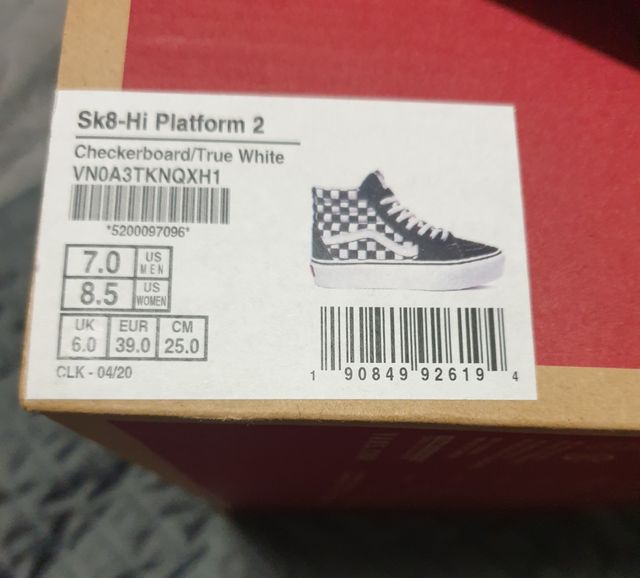 Sk8-Hi Platform 2
Checkerboard/True White
VN0A3TKNQXH1
*5200097096*
7.0 US MEN
8.5 US WOMEN
UK EUR CM
6.0 39.0 25.0
CLK - 04/20
1 90849 92619 4